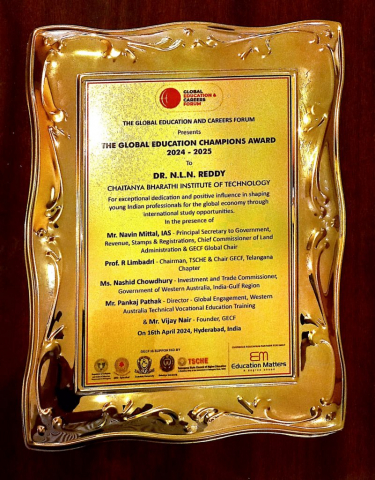 GLOBAL
EDUCATION &
CAREERS
FORUM
THE GLOBAL EDUCATION AND CAREERS FORUM
Presents
THE GLOBAL EDUCATION CHAMPIONS AWARD
2024 - 2025
To
DR. N.L.N. REDDY
CHAITANYA BHARATHI INSTITUTE OF TECHNOLOGY
For exceptional dedication and positive influence in shaping
young Indian professionals for the global economy through
international study opportunities.
In the presence of
Mr. Navin Mittal, IAS - Principal Secretary to Government,
Revenue, Stamps & Registrations, Chief Commissioner of Land
Administration & GECF Global Chair
Prof. R Limbadri - Chairman, TSCHE & Chair GECF, Telangana
Chapter
Ms. Nashid Chowdhury - Investment and Trade Commissioner,
Government of Western Australia, India-Gulf Region
Mr. Pankaj Pathak - Director - Global Engagement, Western
Australia Technical Vocational Education Training
& Mr. Vijay Nair - Founder, GECF
On 16th April 2024, Hyderabad, India
GECF IS SUPPORTED BY
TSCHE
EM
Education Matters